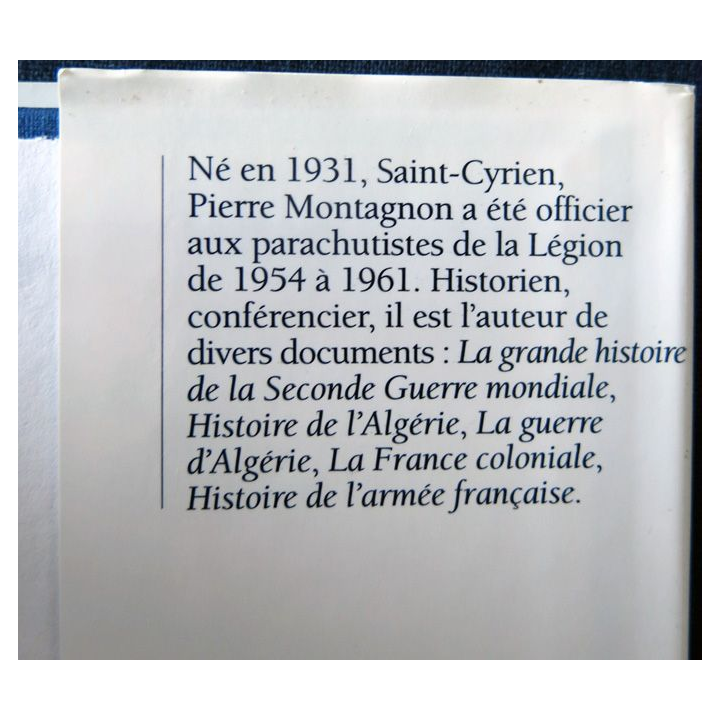 Né en 1931, Saint-Cyrien,
Pierre Montagnon a été officier
aux parachutistes de la Légion
de 1954 à 1961. Historien,
conférencier, il est l'auteur de
divers documents : La grande histoire
de la Seconde Guerre mondiale,
Histoire de l'Algérie, La guerre
d'Algérie, La France coloniale,
Histoire de l'armée française.